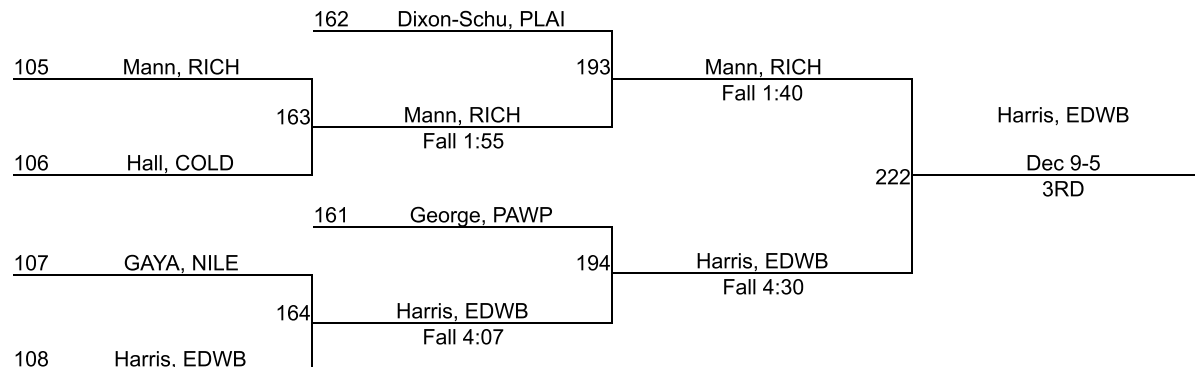 162 Dixon-Schu, PLAI
105 Mann, RICH
193 Mann, RICH
Fall 1:40
163 Mann, RICH
Fall 1:55
Harris, EDWB
106 Hall, COLD
222 Dec 9-5
3RD
161 George, PAWP
107 GAYA, NILE
194 Harris, EDWB
Fall 4:30
164 Harris, EDWB
Fall 4:07
108 Harris, EDWB